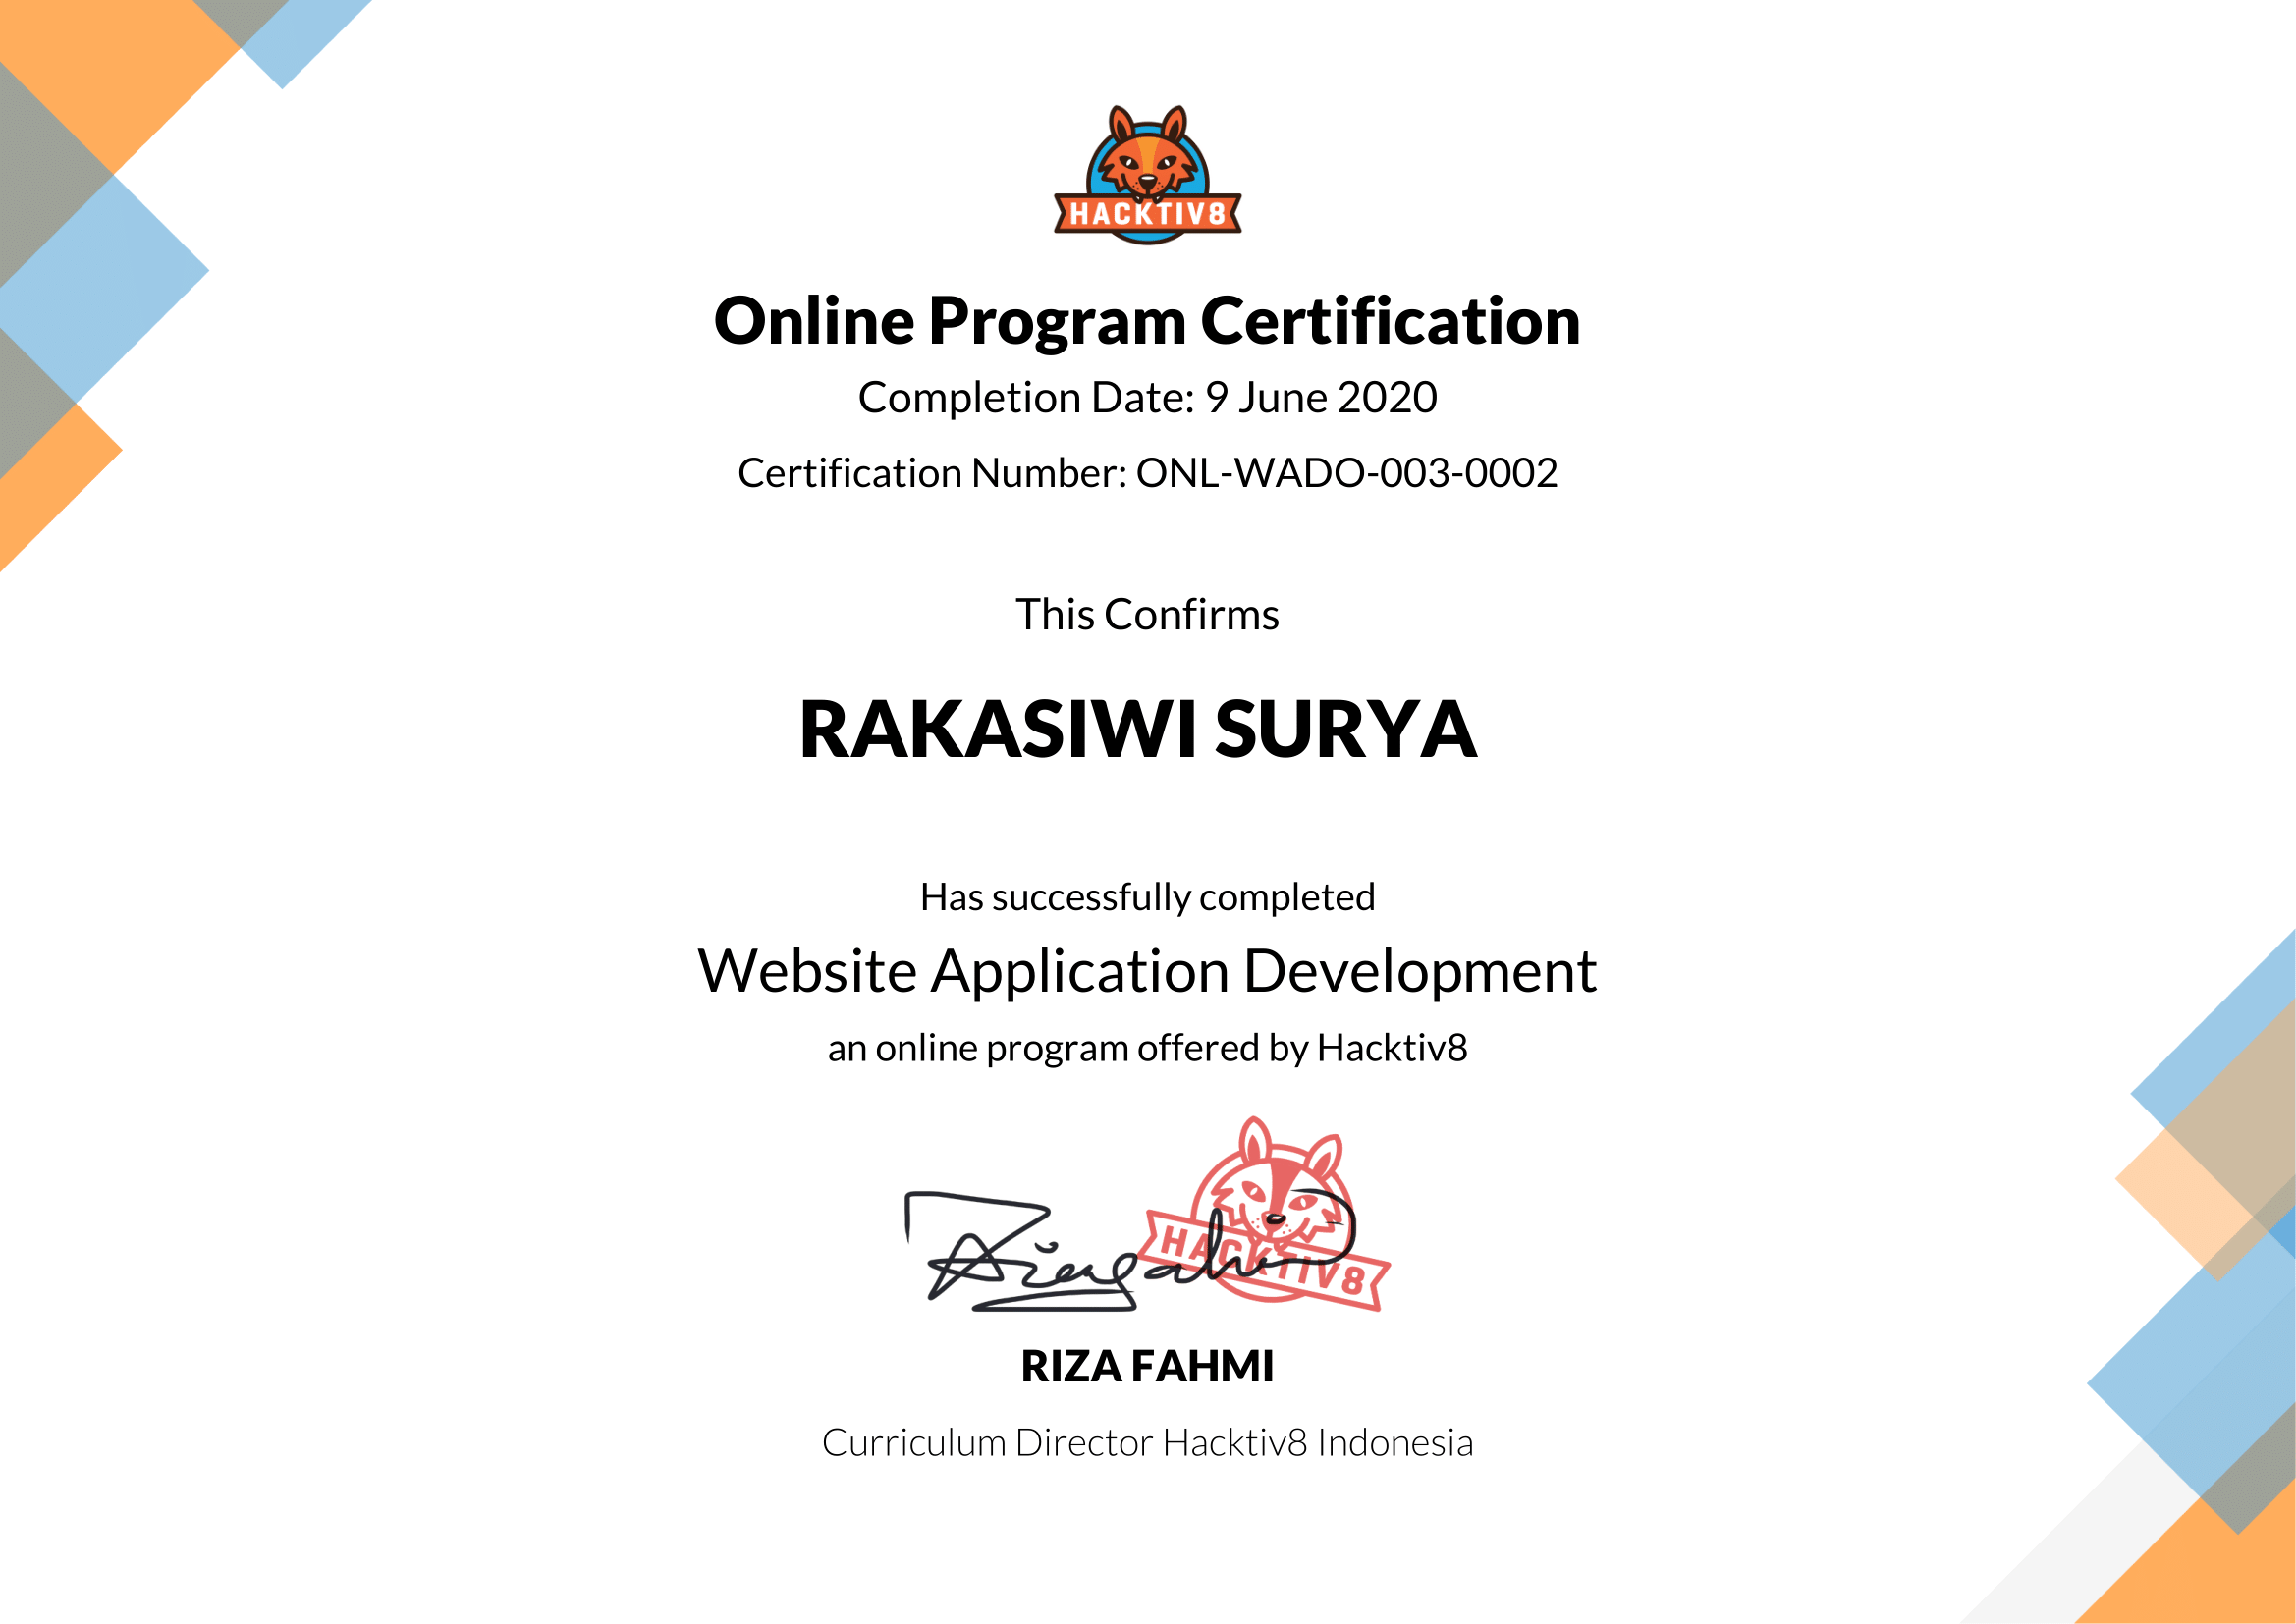 HACKTIV8
Online Program Certification
Completion Date: 9 June 2020
Certification Number: ONL-WADO-003-0002
This Confirms
RAKASIWI SURYA
Has successfully completed
Website Application Development
an online program offered by Hacktiv8
HACKTIV8
RIZA FAHMI
Curriculum Director Hacktiv8 Indonesia